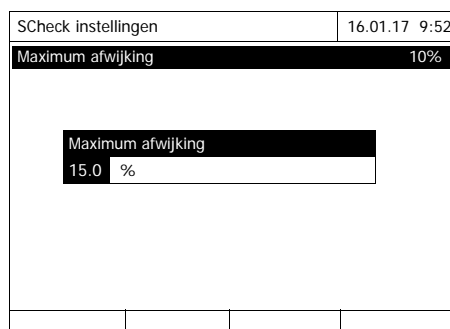 SCheck instellingen 16.01.17 9:52
Maximum afwijking 10%
Maximum afwijking
15.0 %